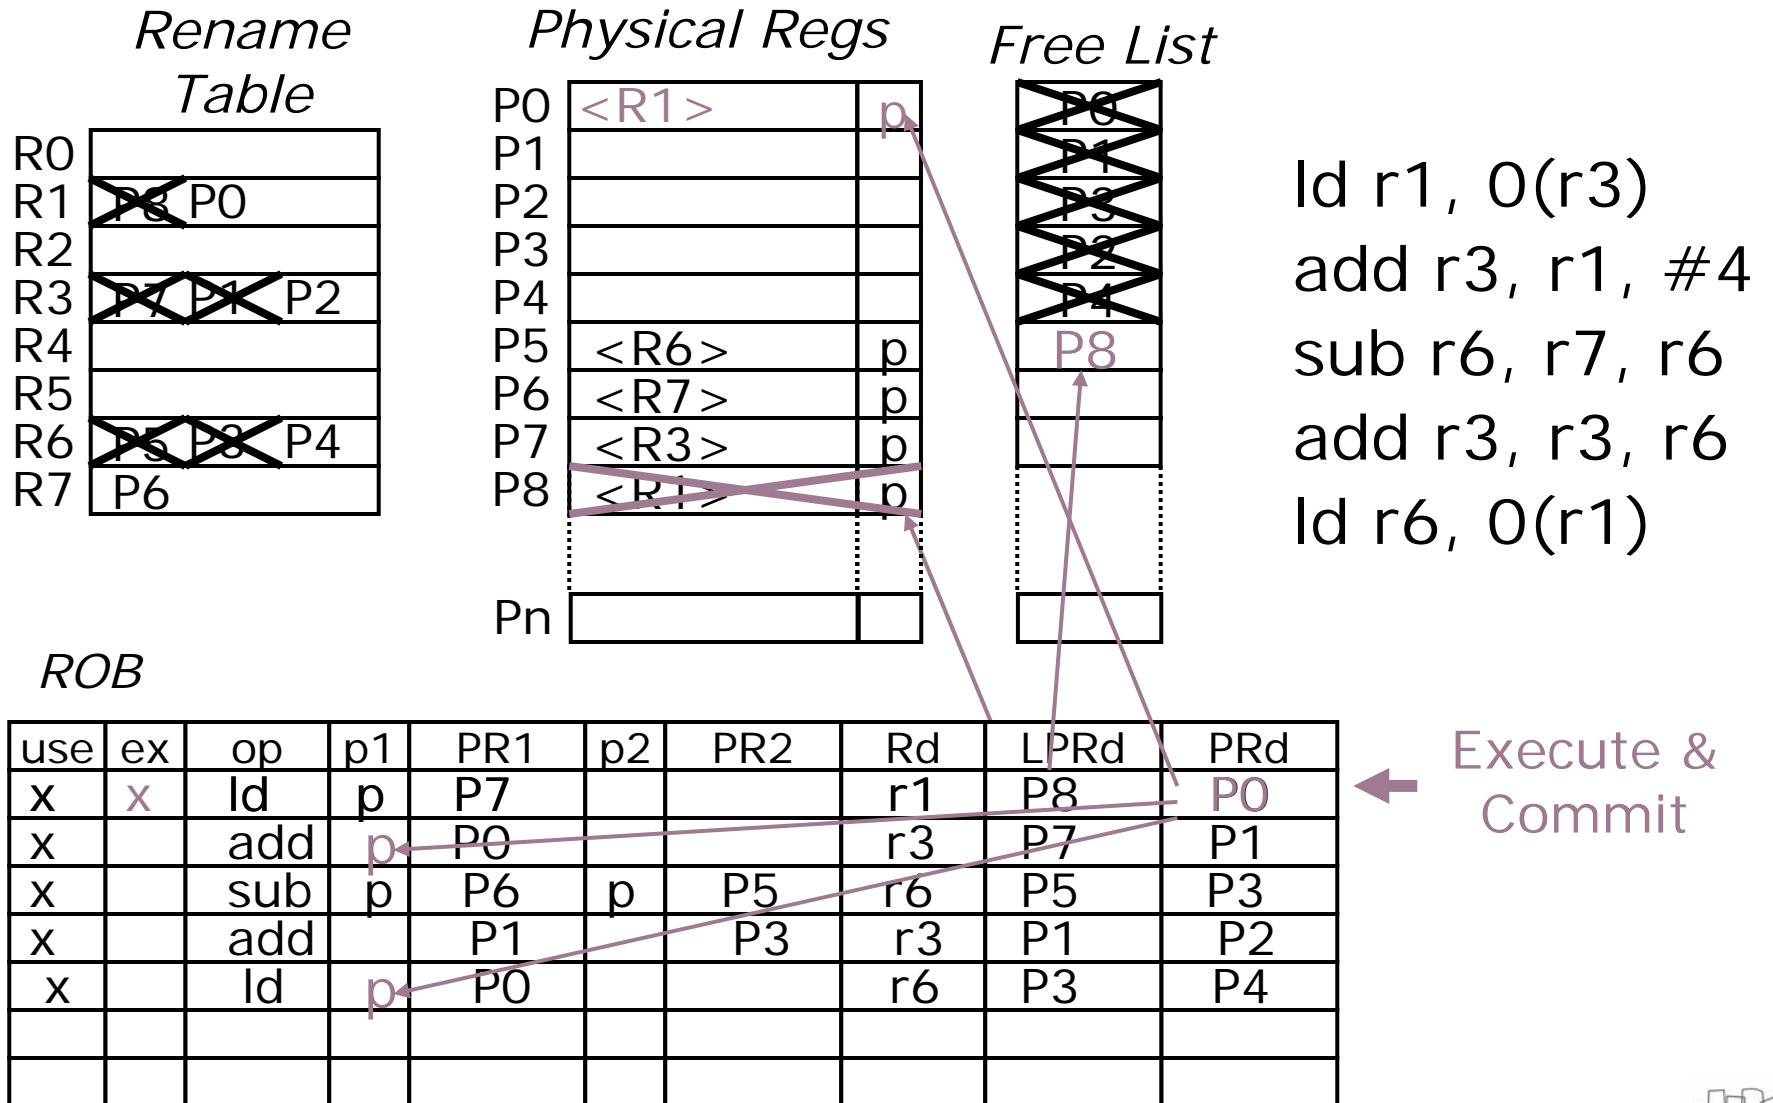 Rename Table
R0
R1 P8 P0
R2
R3 P7 P1 P2
R4
R5
R6 P5 P3 P4
R7 P6
Physical Regs
P0 <R1> p
P1
P2
P3
P4
P5 <R6> p
P6 <R7> p
P7 <R3> p
P8 <R1> p
Pn
Free List
P0
P1
P3
P2
P4
P8
ld r1, 0(r3)
add r3, r1, #4
sub r6, r7, r6
add r3, r3, r6
ld r6, 0(r1)
ROB
use ex op p1 PR1 p2 PR2 Rd LPRd PRd
x x ld p P7 r1 P8 P0
x add p P0 r3 P7 P1
x sub p P6 p P5 r6 P5 P3
x add P1 P3 r3 P1 P2
x ld p P0 r6 P3 P4
Execute &
Commit